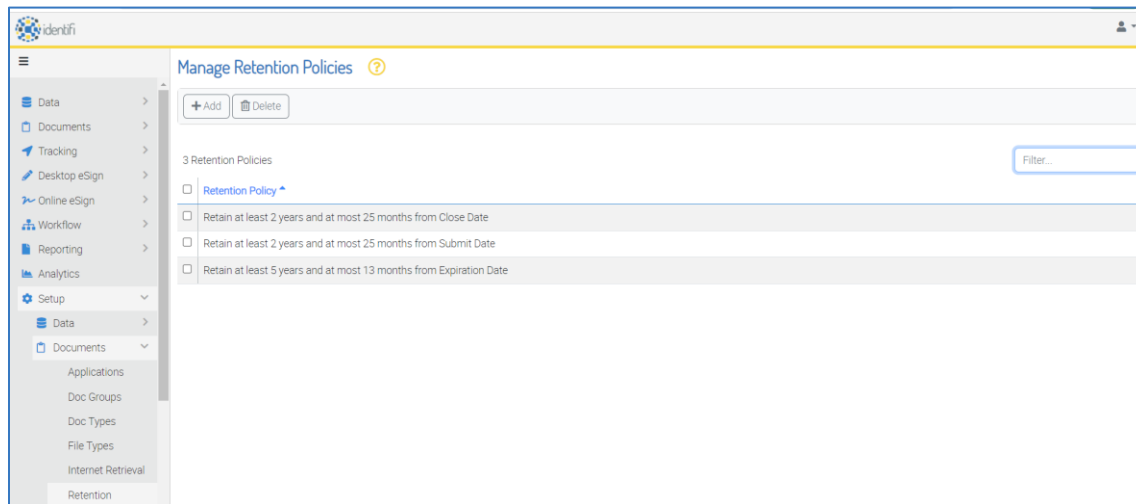 identifi
Manage Retention Policies ?
Add Delete
3 Retention Policies
Filter...
Retention Policy
Retain at least 2 years and at most 25 months from Close Date
Retain at least 2 years and at most 25 months from Submit Date
Retain at least 5 years and at most 13 months from Expiration Date
Data
Documents
Tracking
Desktop eSign
Online eSign
Workflow
Reporting
Analytics
Setup
Data
Documents
Applications
Doc Groups
Doc Types
File Types
Internet Retrieval
Retention